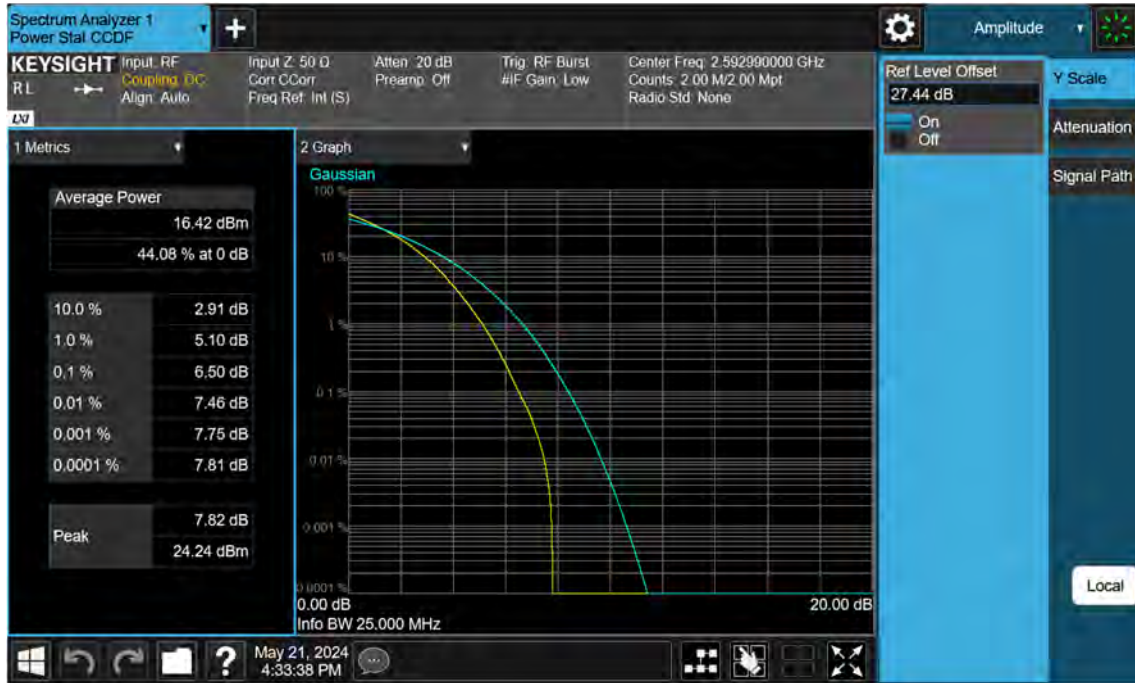 Spectrum Analyzer 1
Power Stat CCDF
+
Amplitude
KEYSIGHT
RL
LXI
Input: RF
Coupling: DC
Align: Auto
Input Z: 50 Ω
Corr CCorr
Freq Ref: Int (S)
Atten: 20 dB
Preamp: Off
Trig: RF Burst
#IF Gain: Low
Center Freq: 2.592990000 GHz
Counts: 2.00 M/2.00 Mpt
Radio Std: None
Ref Level Offset
27.44 dB
On
Off
Y Scale
Attenuation
Signal Path
Local
1 Metrics
Average Power
16.42 dBm
44.08 % at 0 dB
10.0 % 2.91 dB
1.0 % 5.10 dB
0.1 % 6.50 dB
0.01 % 7.46 dB
0.001 % 7.75 dB
0.0001 % 7.81 dB
Peak
7.82 dB
24.24 dBm
2 Graph
Gaussian
100 %
10 %
1 %
0.1 %
0.01 %
0.001 %
0.0001 %
0.00 dB 20.00 dB
Info BW 25.000 MHz
?
May 21, 2024
4:33:38 PM